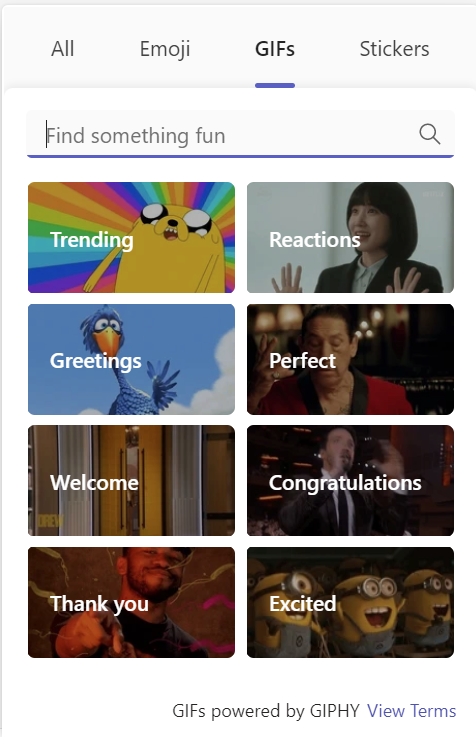 All Emoji GIFs Stickers
Find something fun
Trending Reactions
Greetings Perfect
Welcome Congratulations
DREW
Thank you Excited
GIFs powered by GIPHY View Terms